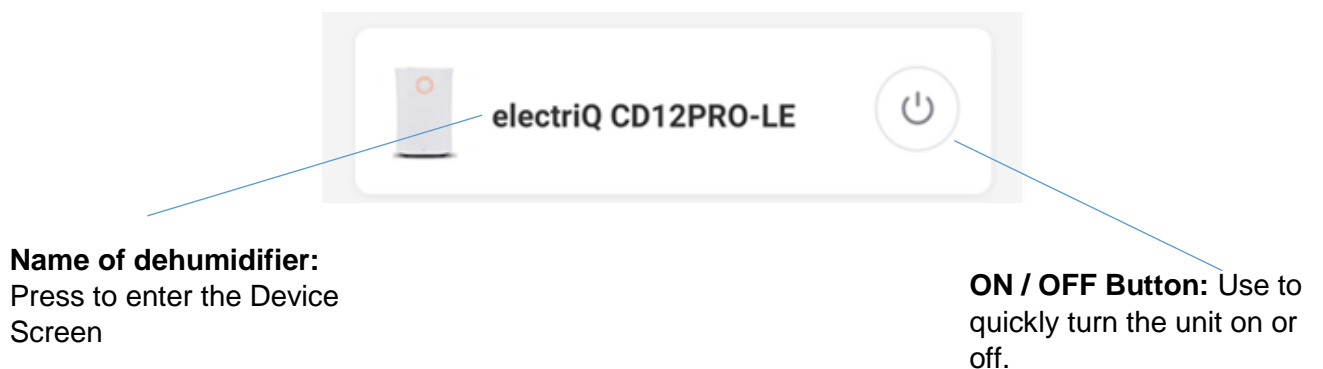 electriQ CD12PRO-LE
Name of dehumidifier:
Press to enter the Device
Screen
ON / OFF Button: Use to
quickly turn the unit on or
off.